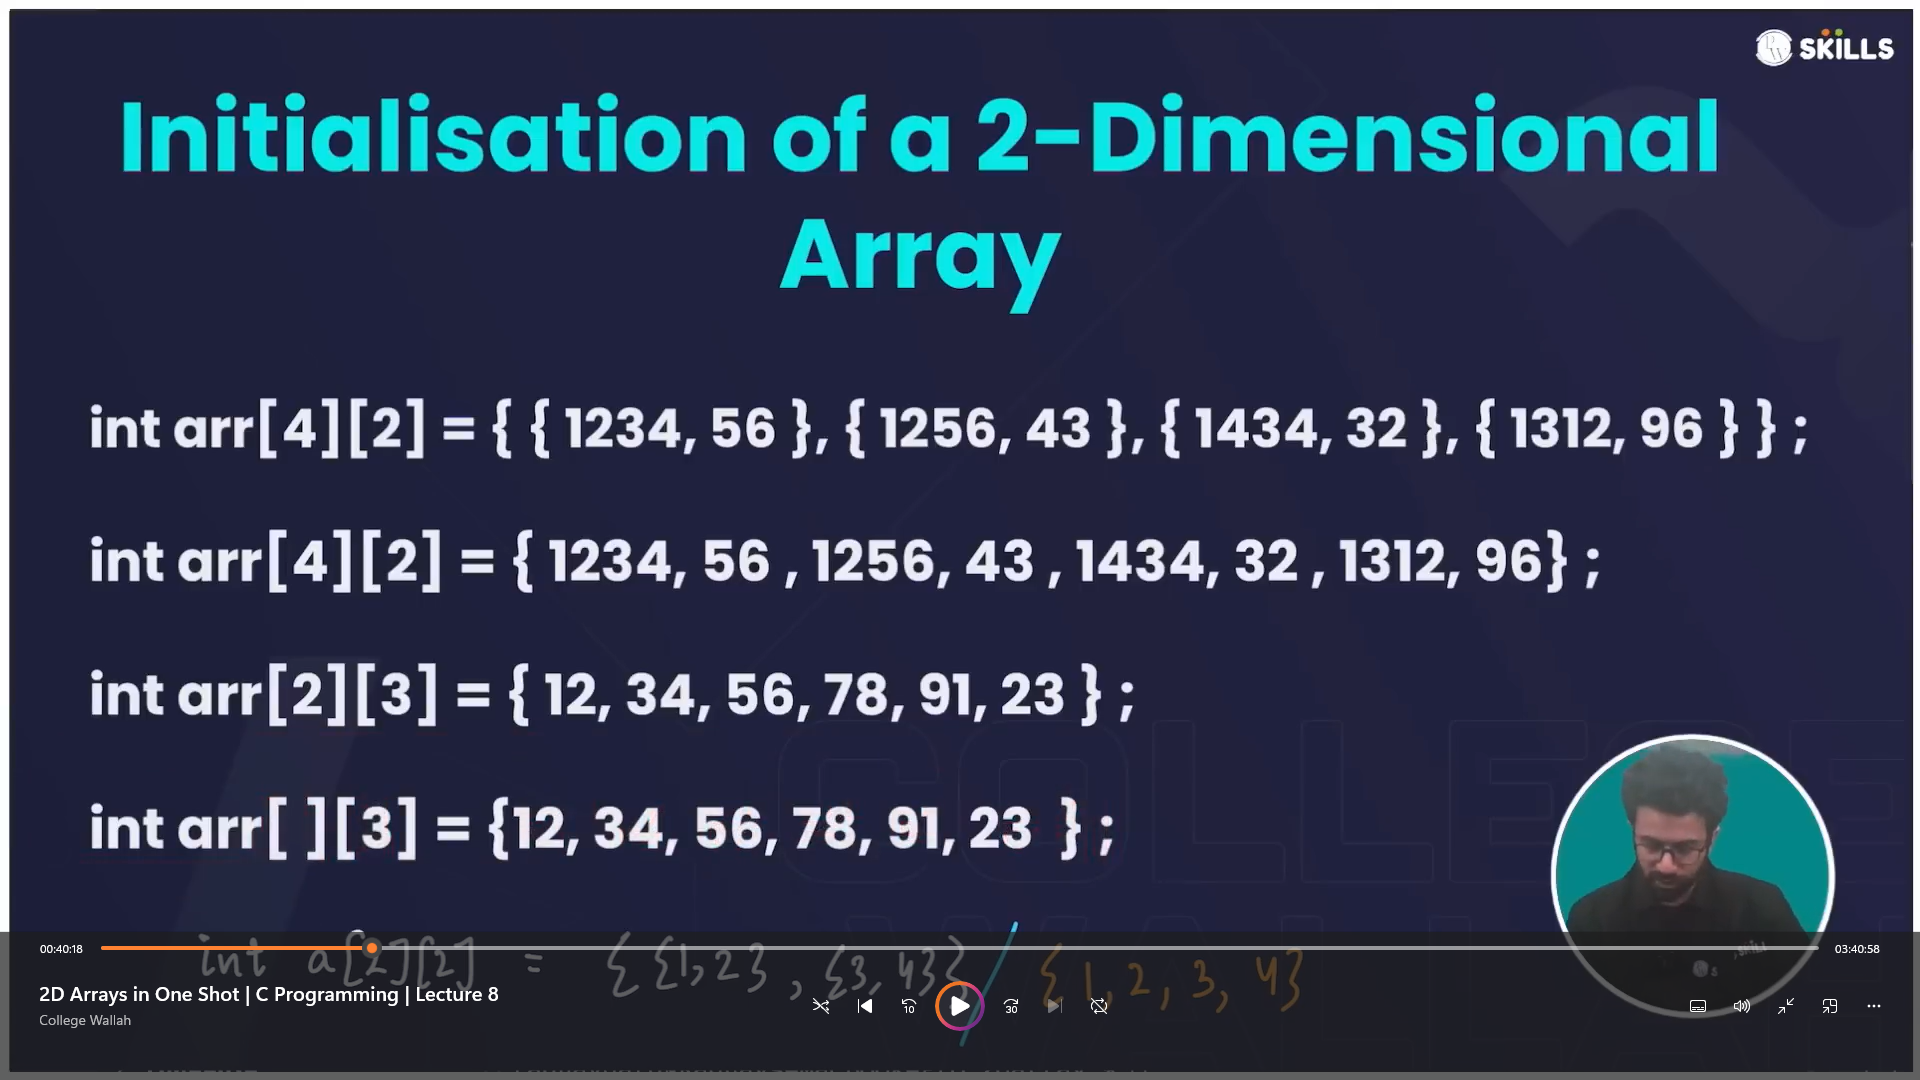 SKILLS
Initialisation of a 2-Dimensional
Array
int arr[4][2] = { { 1234, 56 }, { 1256, 43 }, { 1434, 32 }, { 1312, 96 } } ;
int arr[4][2] = { 1234, 56 , 1256, 43 , 1434, 32 , 1312, 96} ;
int arr[2][3] = { 12, 34, 56, 78, 91, 23 } ;
int arr[ ][3] = {12, 34, 56, 78, 91, 23 } ;
int a[2][2] = {{1,2} , {3,4}} / {1,2,3,4}
00:40:18
03:40:58
2D Arrays in One Shot | C Programming | Lecture 8
College Wallah
10
30